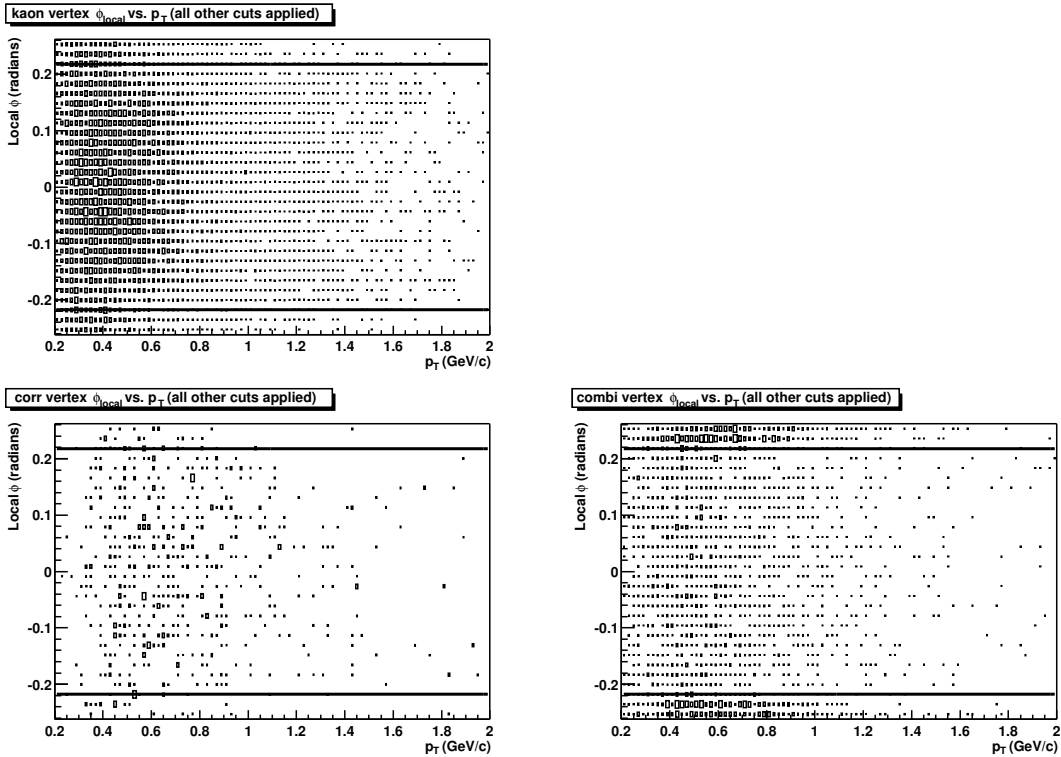 kaon vertex ϕlocal vs. pT (all other cuts applied)
Local ϕ (radians)
0.2
0.1
0
-0.1
-0.2
0.2 0.4 0.6 0.8 1 1.2 1.4 1.6 1.8 2
pT (GeV/c)
corr vertex ϕlocal vs. pT (all other cuts applied)
Local ϕ (radians)
0.2
0.1
0
-0.1
-0.2
0.2 0.4 0.6 0.8 1 1.2 1.4 1.6 1.8 2
pT (GeV/c)
combi vertex ϕlocal vs. pT (all other cuts applied)
Local ϕ (radians)
0.2
0.1
0
-0.1
-0.2
0.2 0.4 0.6 0.8 1 1.2 1.4 1.6 1.8 2
pT (GeV/c)